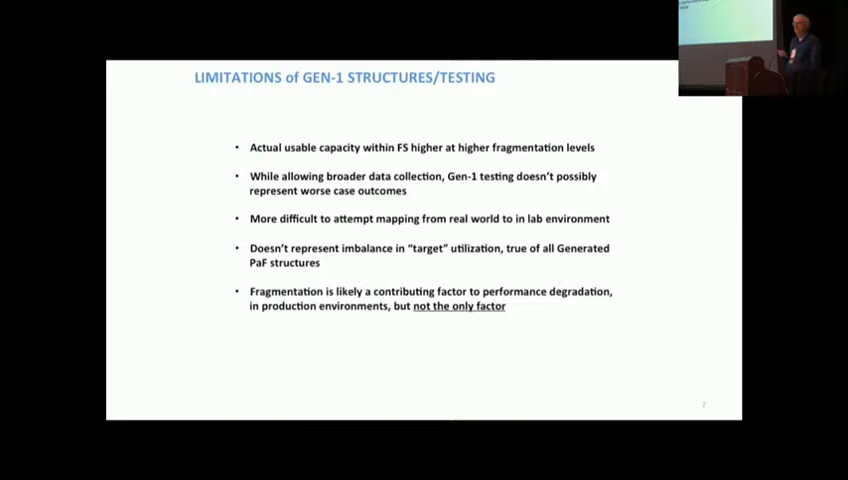 LIMITATIONS of GEN-1 STRUCTURES/TESTING
• Actual usable capacity within FS higher at higher fragmentation levels
• While allowing broader data collection, Gen-1 testing doesn't possibly
represent worse case outcomes
• More difficult to attempt mapping from real world to in lab environment
• Doesn't represent imbalance in "target" utilization, true of all Generated
PaF structures
• Fragmentation is likely a contributing factor to performance degradation,
in production environments, but not the only factor
7